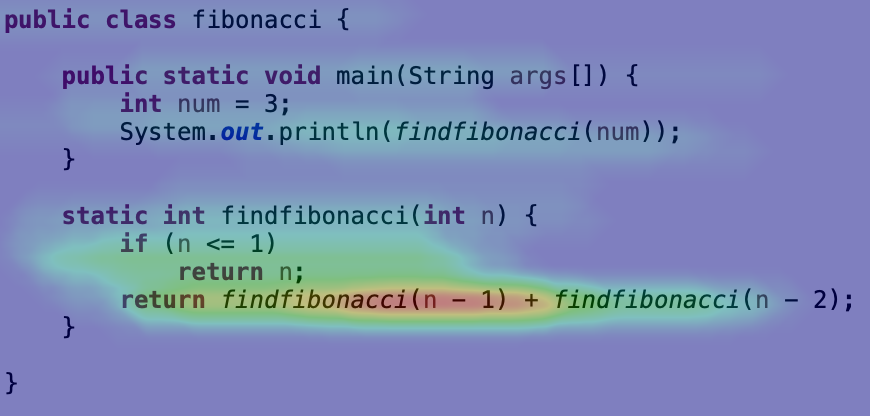 public class fibonacci {
public static void main(String args[]) {
int num = 3;
System.out.println(findfibonacci(num));
}
static int findfibonacci(int n) {
if (n <= 1)
return n;
return findfibonacci(n - 1) + findfibonacci(n - 2);
}
}